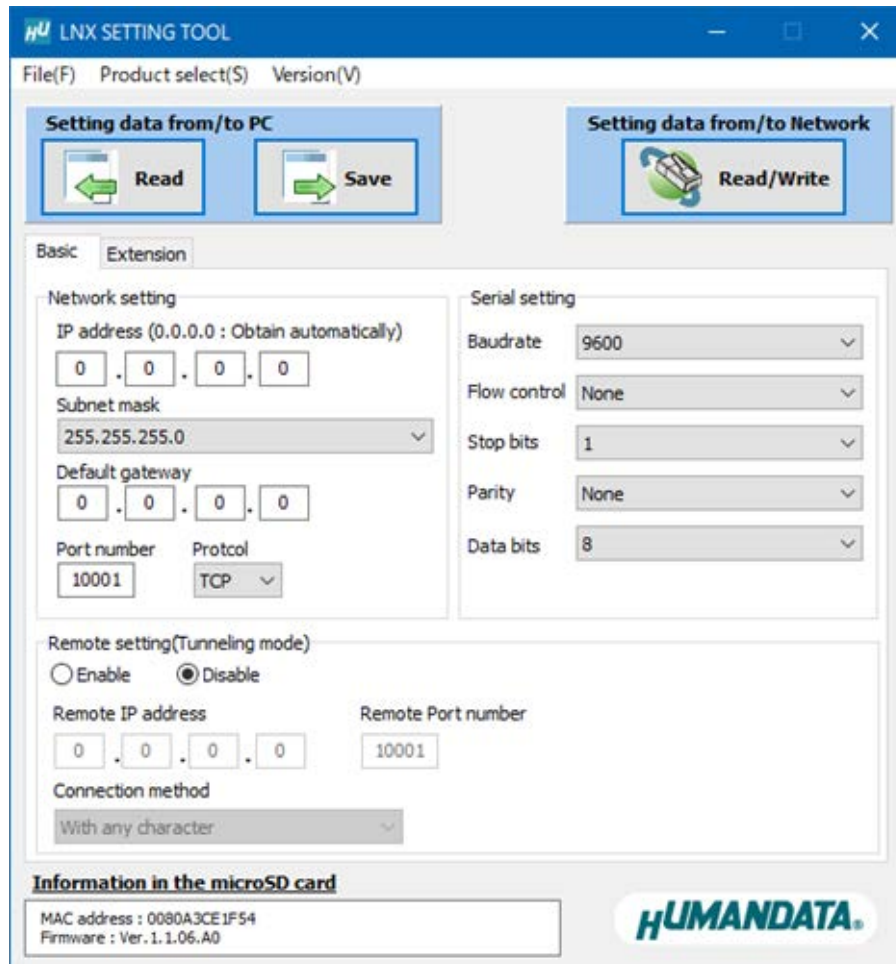 HU LNX SETTING TOOL
File(F) Product select(S) Version(V)
Setting data from/to PC
Read Save
Setting data from/to Network
Read/Write
Basic Extension
Network setting
IP address (0.0.0.0 : Obtain automatically)
0 . 0 . 0 . 0
Subnet mask
255.255.255.0
Default gateway
0 . 0 . 0 . 0
Port number Protcol
10001 TCP
Serial setting
Baudrate 9600
Flow control None
Stop bits 1
Parity None
Data bits 8
Remote setting(Tunneling mode)
Enable Disable
Remote IP address Remote Port number
0 . 0 . 0 . 0 10001
Connection method
With any character
Information in the microSD card
MAC address : 0080A3CE1F54
Firmware : Ver.1.1.06.A0
HUMANDATA®